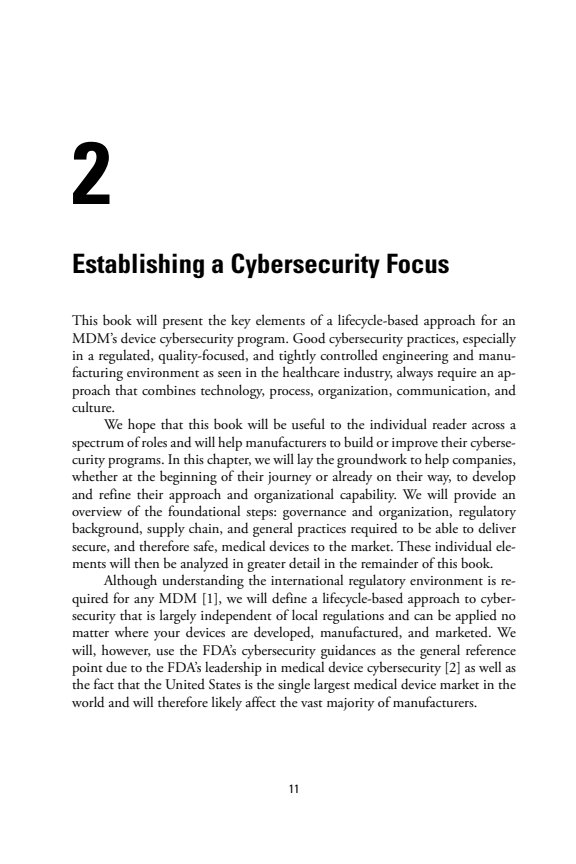 2
Establishing a Cybersecurity Focus
This book will present the key elements of a lifecycle-based approach for an
MDM's device cybersecurity program. Good cybersecurity practices, especially
in a regulated, quality-focused, and tightly controlled engineering and manu-
facturing environment as seen in the healthcare industry, always require an ap-
proach that combines technology, process, organization, communication, and
culture.
We hope that this book will be useful to the individual reader across a
spectrum of roles and will help manufacturers to build or improve their cyberse-
curity programs. In this chapter, we will lay the groundwork to help companies,
whether at the beginning of their journey or already on their way, to develop
and refine their approach and organizational capability. We will provide an
overview of the foundational steps: governance and organization, regulatory
background, supply chain, and general practices required to be able to deliver
secure, and therefore safe, medical devices to the market. These individual ele-
ments will then be analyzed in greater detail in the remainder of this book.
Although understanding the international regulatory environment is re-
quired for any MDM [1], we will define a lifecycle-based approach to cyber-
security that is largely independent of local regulations and can be applied no
matter where your devices are developed, manufactured, and marketed. We
will, however, use the FDA's cybersecurity guidances as the general reference
point due to the FDA's leadership in medical device cybersecurity [2] as well as
the fact that the United States is the single largest medical device market in the
world and will therefore likely affect the vast majority of manufacturers.
11